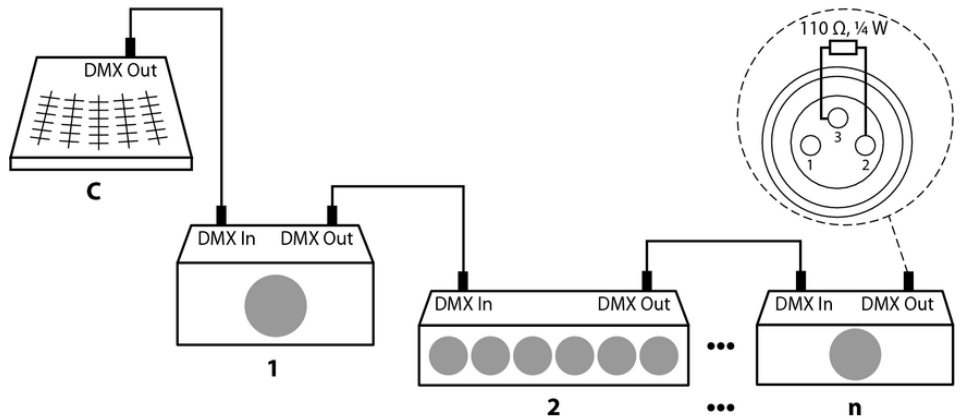 110 Ω, ¼ W
DMX Out
3
1 2
C
DMX In DMX Out
DMX In DMX Out
DMX In DMX Out
1
•••
2
•••
n